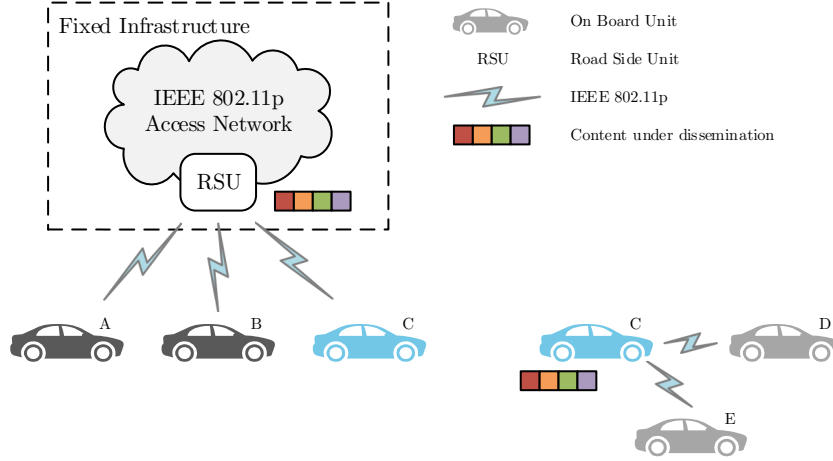 Fixed Infrastructure
IEEE 802.11p
Access Network
RSU
A
B
C
On Board Unit
RSU
Road Side Unit
IEEE 802.11p
Content under dissemination
C
D
E